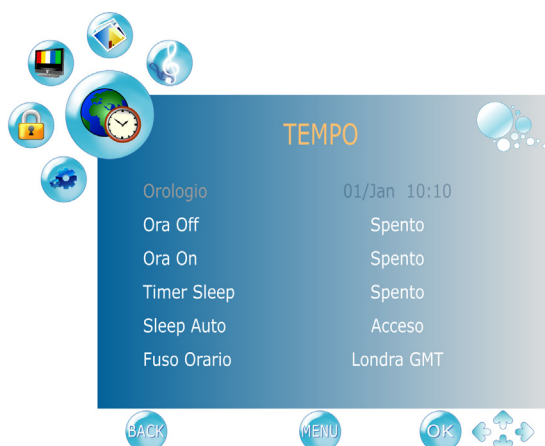 TEMPO
Orologio 01/Jan 10:10
Ora Off Spento
Ora On Spento
Timer Sleep Spento
Sleep Auto Acceso
Fuso Orario Londra GMT
BACK MENU OK